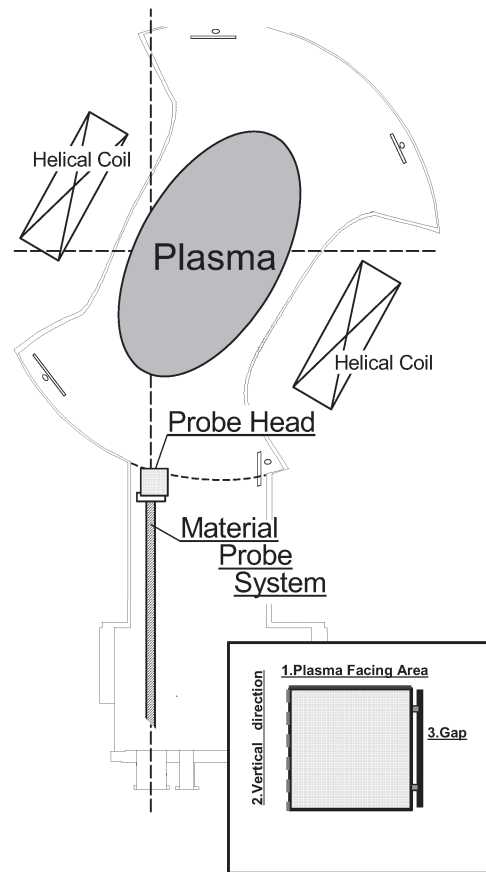 Helical Coil
Plasma
Helical Coil
Probe Head
Material
Probe
System
1.Plasma Facing Area
2.Vertical direction
3.Gap